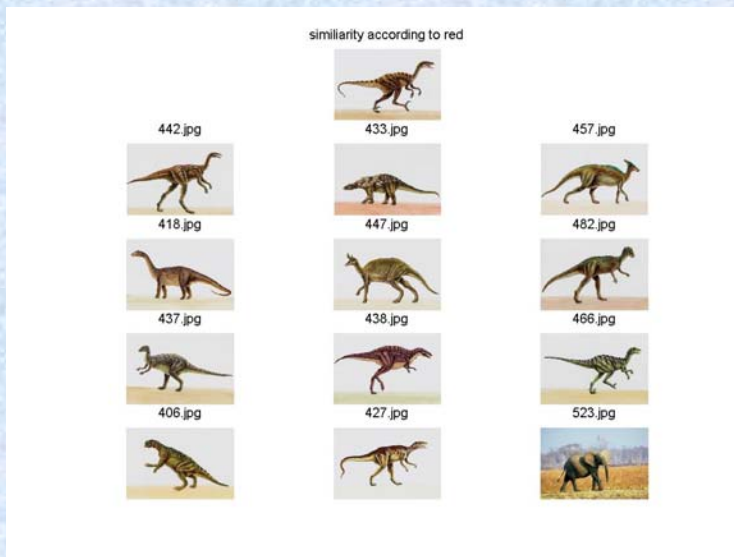 similiarity according to red
442.jpg 433.jpg 457.jpg
418.jpg 447.jpg 482.jpg
437.jpg 438.jpg 466.jpg
406.jpg 427.jpg 523.jpg